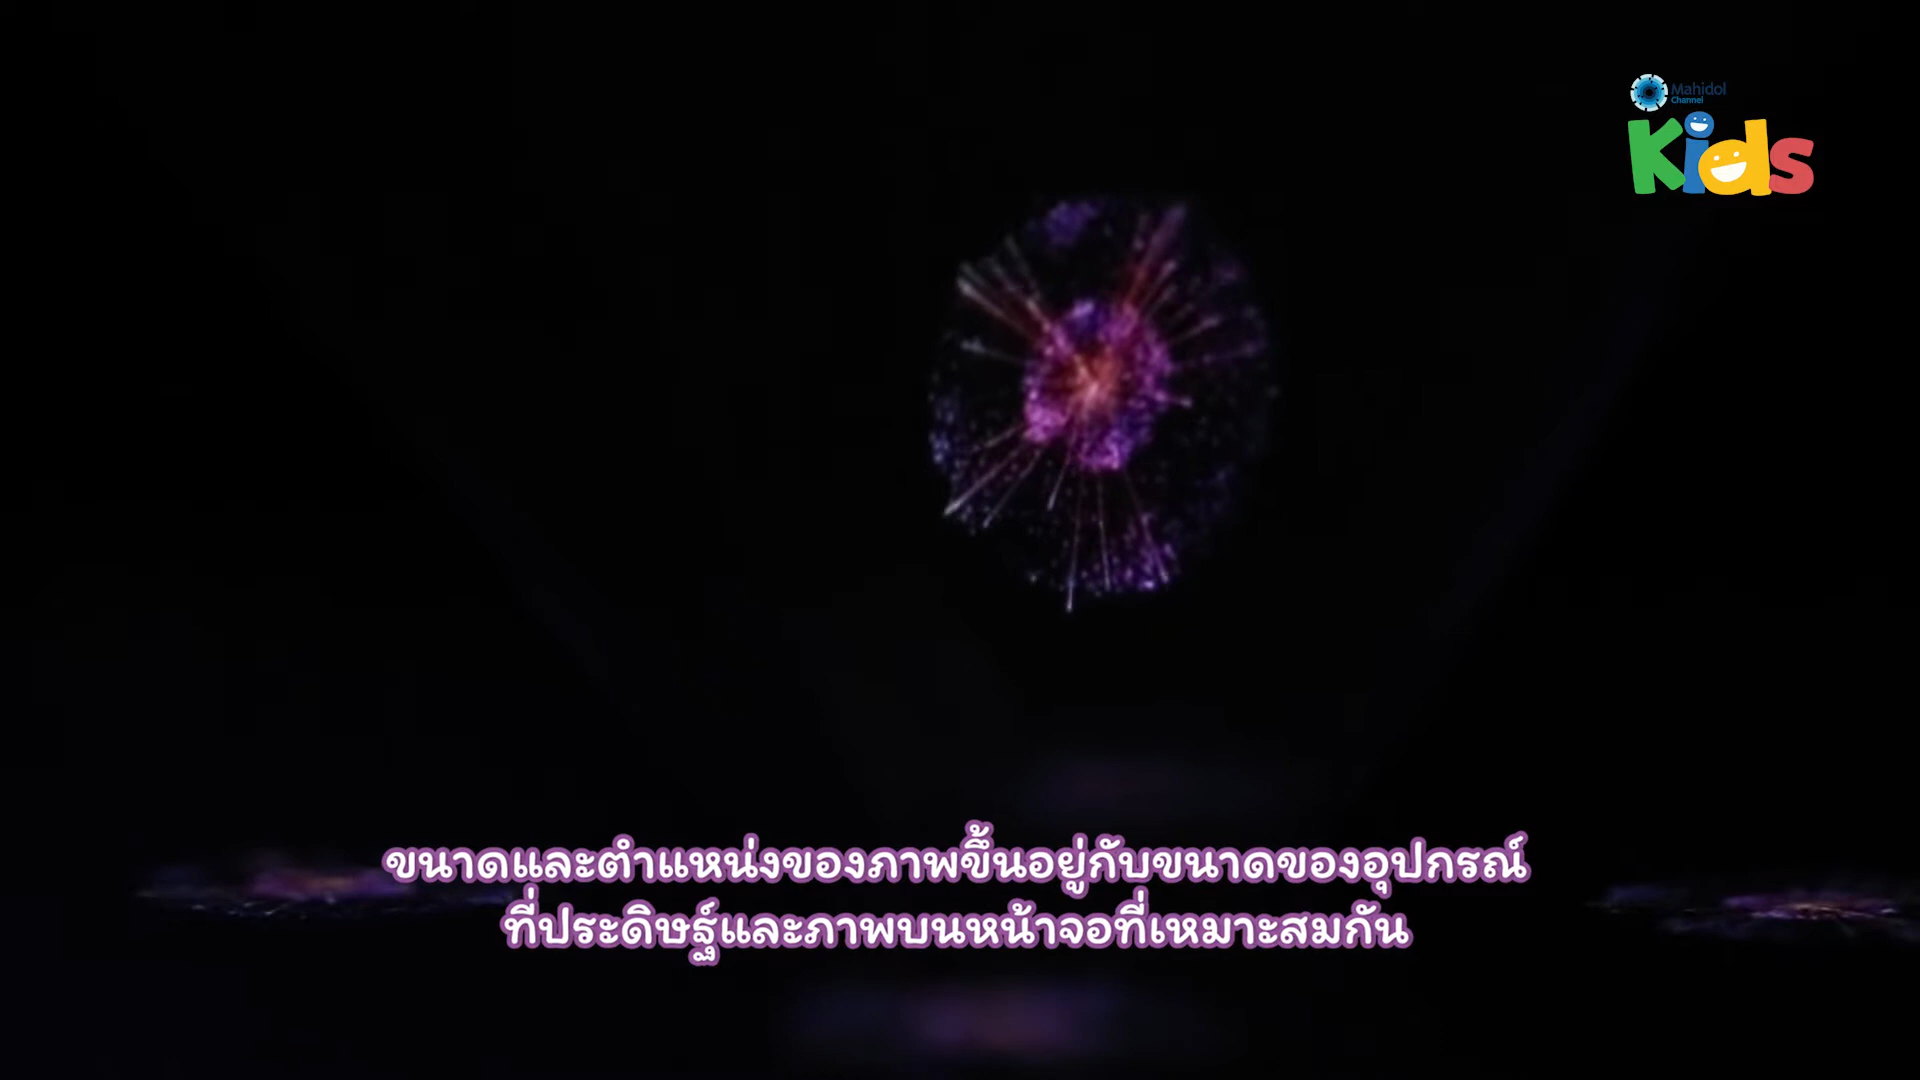 Mahidol
Channel
Kids
ขนาดและตำแหน่งของภาพขึ้นอยู่กับขนาดของอุปกรณ์
ที่ประดิษฐ์และภาพบนหน้าจอที่เหมาะสมกัน